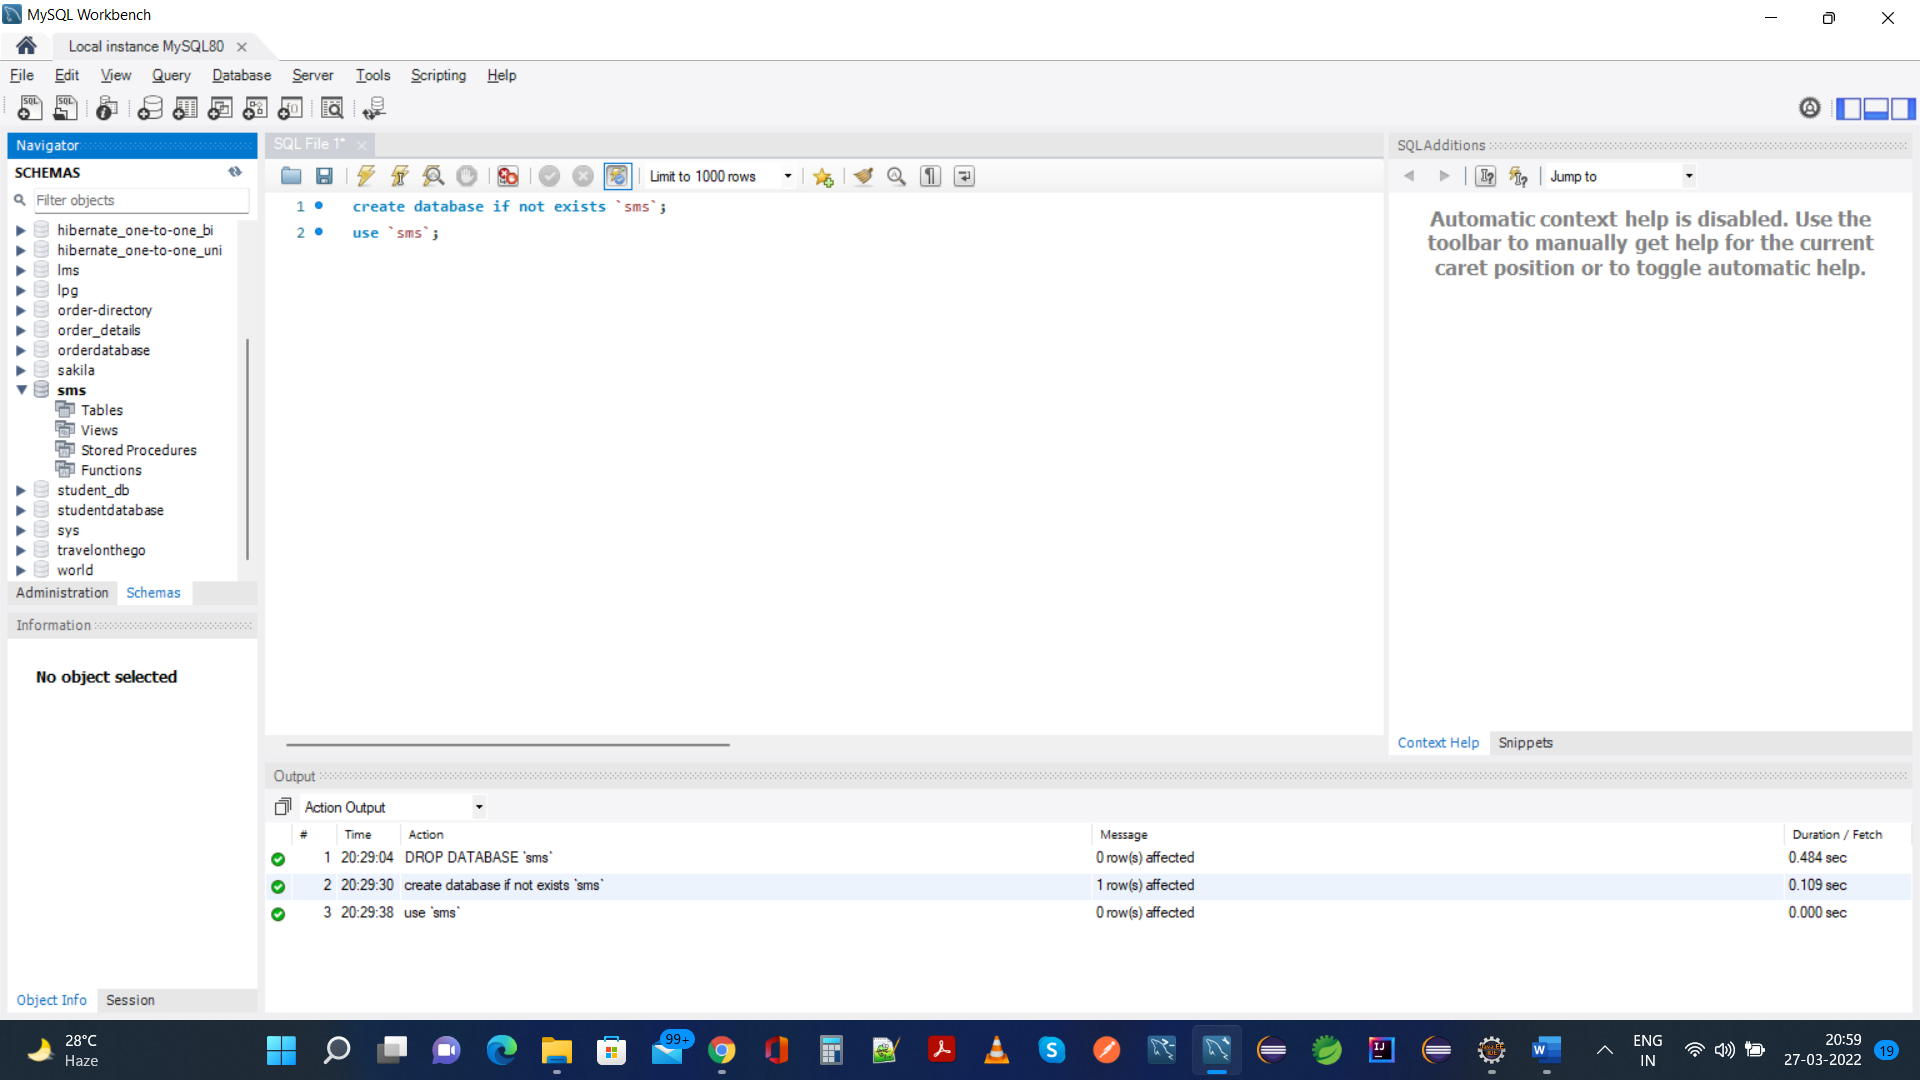 MySQL Workbench
Local instance MySQL80
File Edit View Query Database Server Tools Scripting Help
Navigator
SCHEMAS
Filter objects
hibernate_one-to-one_bi
hibernate_one-to-one_uni
lms
lpg
order-directory
order_details
orderdatabase
sakila
sms
Tables
Views
Stored Procedures
Functions
student_db
studentdatabase
sys
travelonthego
world
Administration Schemas
Information
No object selected
Object Info Session
SQL File 1*
Limit to 1000 rows
1 create database if not exists `sms`;
2 use `sms`;
SQLAdditions
Jump to
Automatic context help is disabled. Use the
toolbar to manually get help for the current
caret position or to toggle automatic help.
Context Help Snippets
Output
Action Output
# Time Action Message Duration / Fetch
1 20:29:04 DROP DATABASE `sms` 0 row(s) affected 0.484 sec
2 20:29:30 create database if not exists `sms` 1 row(s) affected 0.109 sec
3 20:29:38 use `sms` 0 row(s) affected 0.000 sec
28°C
Haze
99+
ENG
IN
20:59
27-03-2022
19